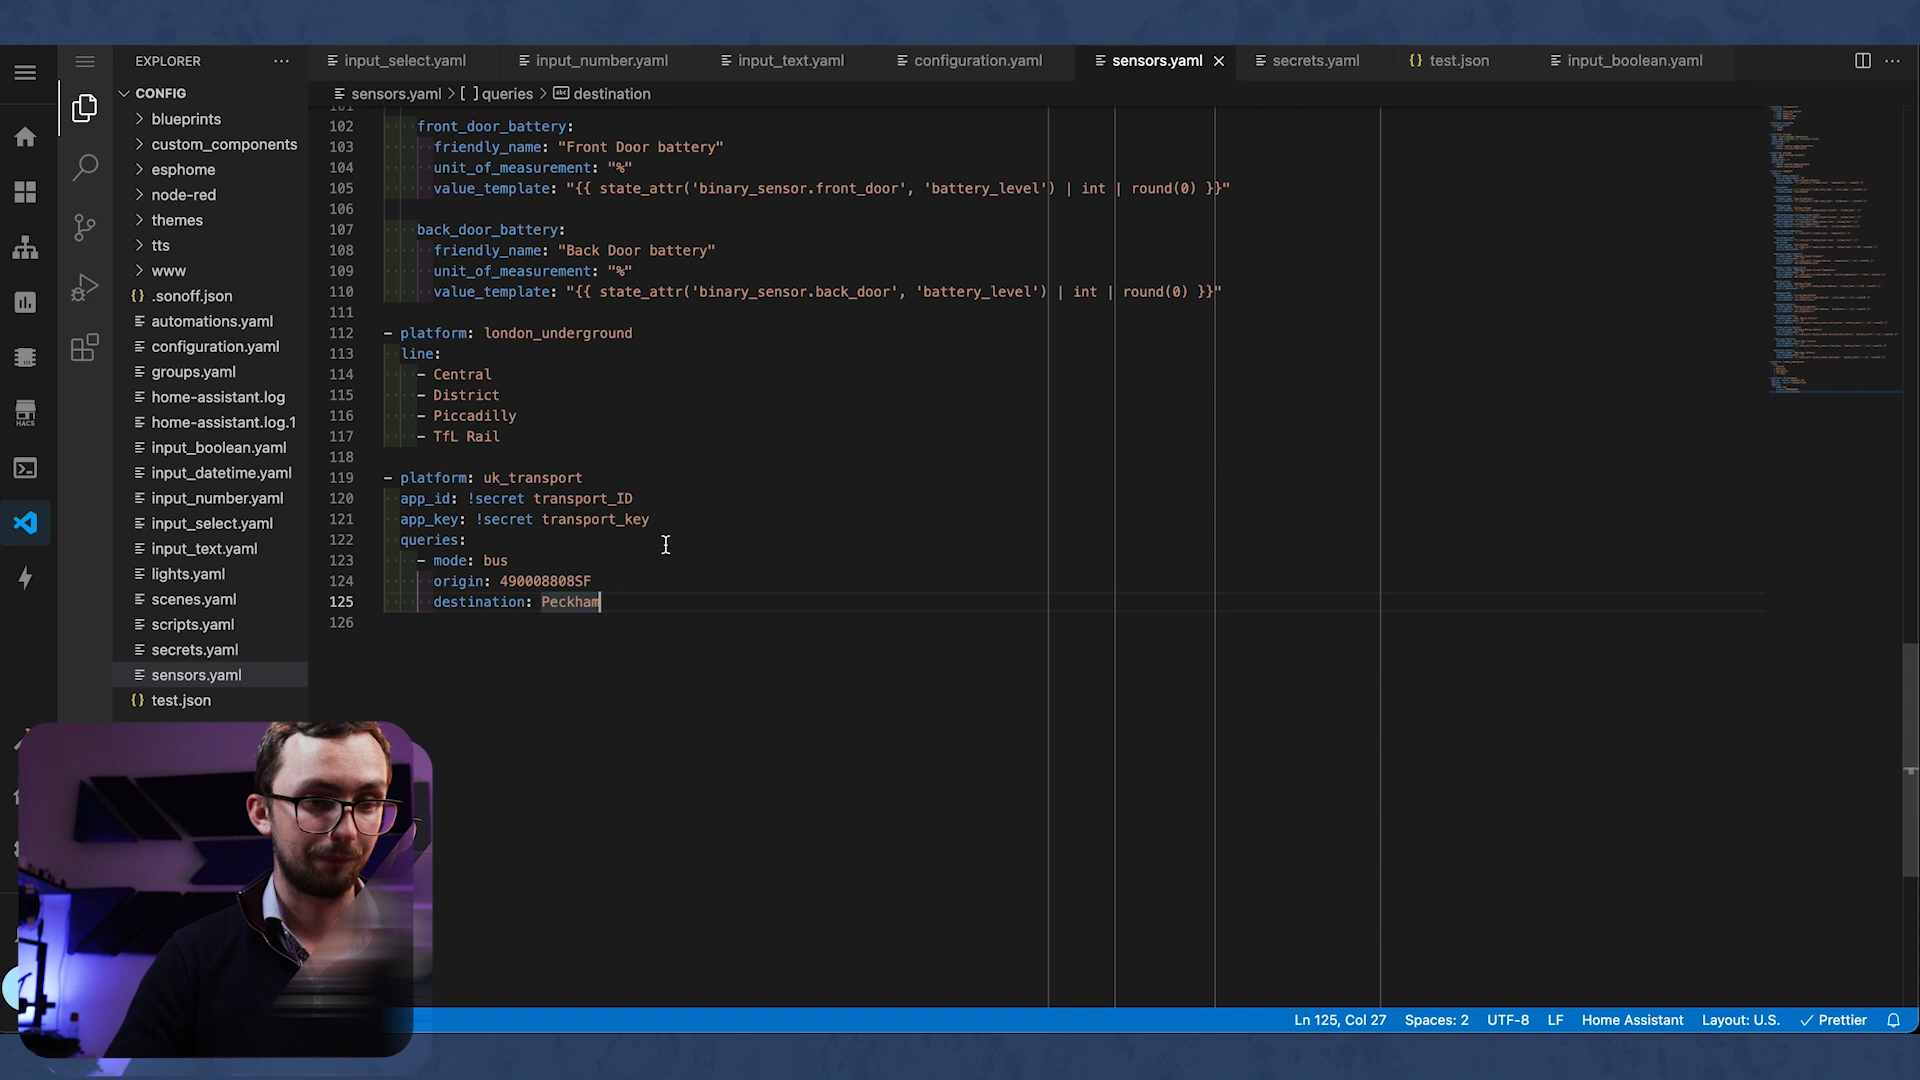 EXPLORER
CONFIG
blueprints
custom_components
esphome
node-red
themes
tts
www
.sonoff.json
automations.yaml
configuration.yaml
groups.yaml
home-assistant.log
home-assistant.log.1
input_boolean.yaml
input_datetime.yaml
input_number.yaml
input_select.yaml
input_text.yaml
lights.yaml
scenes.yaml
scripts.yaml
secrets.yaml
sensors.yaml
test.json
HACS
input_select.yaml
input_number.yaml
input_text.yaml
configuration.yaml
sensors.yaml
secrets.yaml
test.json
input_boolean.yaml
sensors.yaml > [ ] queries > abc destination
101
102 front_door_battery:
103 friendly_name: "Front Door battery"
104 unit_of_measurement: "%"
105 value_template: "{{ state_attr('binary_sensor.front_door', 'battery_level') | int | round(0) }}"
106
107 back_door_battery:
108 friendly_name: "Back Door battery"
109 unit_of_measurement: "%"
110 value_template: "{{ state_attr('binary_sensor.back_door', 'battery_level') | int | round(0) }}"
111
112 - platform: london_underground
113 line:
114 - Central
115 - District
116 - Piccadilly
117 - TfL Rail
118
119 - platform: uk_transport
120 app_id: !secret transport_ID
121 app_key: !secret transport_key
122 queries:
123 - mode: bus
124 origin: 490008808SF
125 destination: Peckham
126
Ln 125, Col 27
Spaces: 2
UTF-8
LF
Home Assistant
Layout: U.S.
Prettier